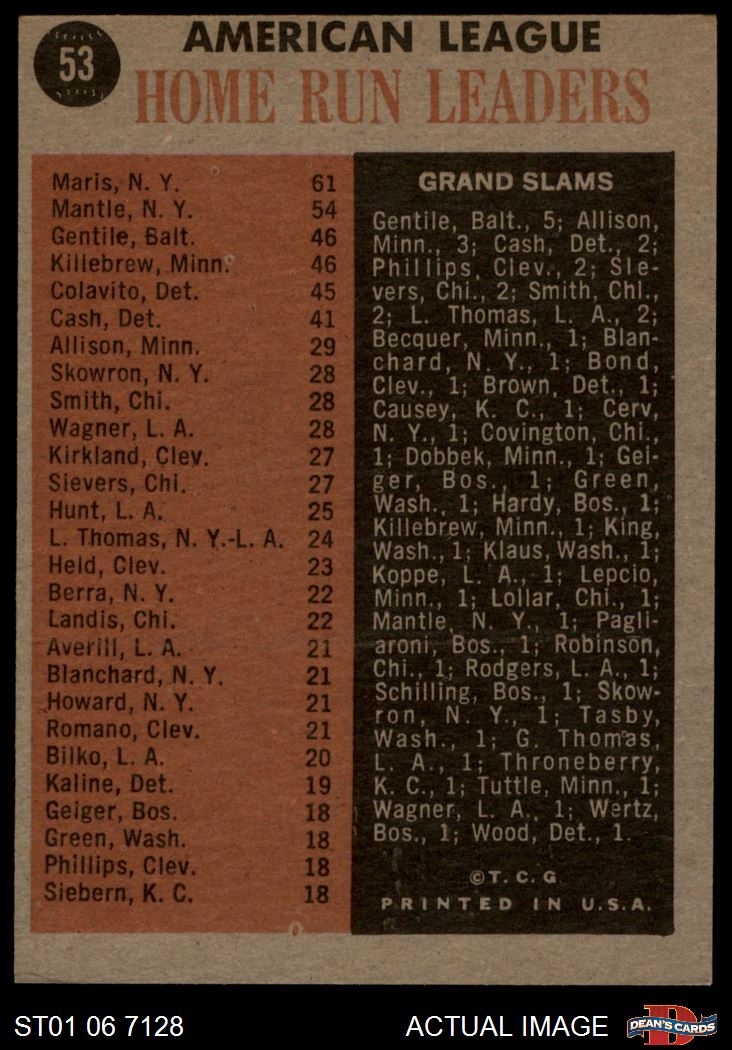 53
AMERICAN LEAGUE
HOME RUN LEADERS
Maris, N. Y. 61
Mantle, N. Y. 54
Gentile, Balt. 46
Killebrew, Minn. 46
Colavito, Det. 45
Cash, Det. 41
Allison, Minn. 29
Skowron, N. Y. 28
Smith, Chi. 28
Wagner, L. A. 28
Kirkland, Clev. 27
Sievers, Chi. 27
Hunt, L. A. 25
L. Thomas, N. Y.-L. A. 24
Held, Clev. 23
Berra, N. Y. 22
Landis, Chi. 22
Averill, L. A. 21
Blanchard, N. Y. 21
Howard, N. Y. 21
Romano, Clev. 21
Bilko, L. A. 20
Kaline, Det. 19
Geiger, Bos. 18
Green, Wash. 18
Phillips, Clev. 18
Siebern, K. C. 18
GRAND SLAMS
Gentile, Balt., 5; Allison,
Minn., 3; Cash, Det., 2;
Phillips, Clev., 2; Sie-
vers, Chi., 2; Smith, Chi.,
2; L. Thomas, L. A., 2;
Becquer, Minn., 1; Blan-
chard, N. Y., 1; Bond,
Clev., 1; Brown, Det., 1;
Causey, K. C., 1; Cerv,
N. Y., 1; Covington, Chi.,
1; Dobbek, Minn., 1; Gei-
ger, Bos., 1; Green,
Wash., 1; Hardy, Bos., 1;
Killebrew, Minn., 1; King,
Wash., 1; Klaus, Wash., 1;
Koppe, L. A., 1; Lepcio,
Minn., 1; Lollar, Chi., 1;
Mantle, N. Y., 1; Pagli-
aroni, Bos., 1; Robinson,
Chi., 1; Rodgers, L. A., 1;
Schilling, Bos., 1; Skow-
ron, N. Y., 1; Tasby,
Wash., 1; G. Thomas,
L. A., 1; Throneberry,
K. C., 1; Tuttle, Minn., 1;
Wagner, L. A., 1; Wertz,
Bos., 1; Wood, Det., 1.
©T. C. G
PRINTED IN U.S.A.
ST01 06 7128
ACTUAL IMAGE
D
DEAN'S CARDS